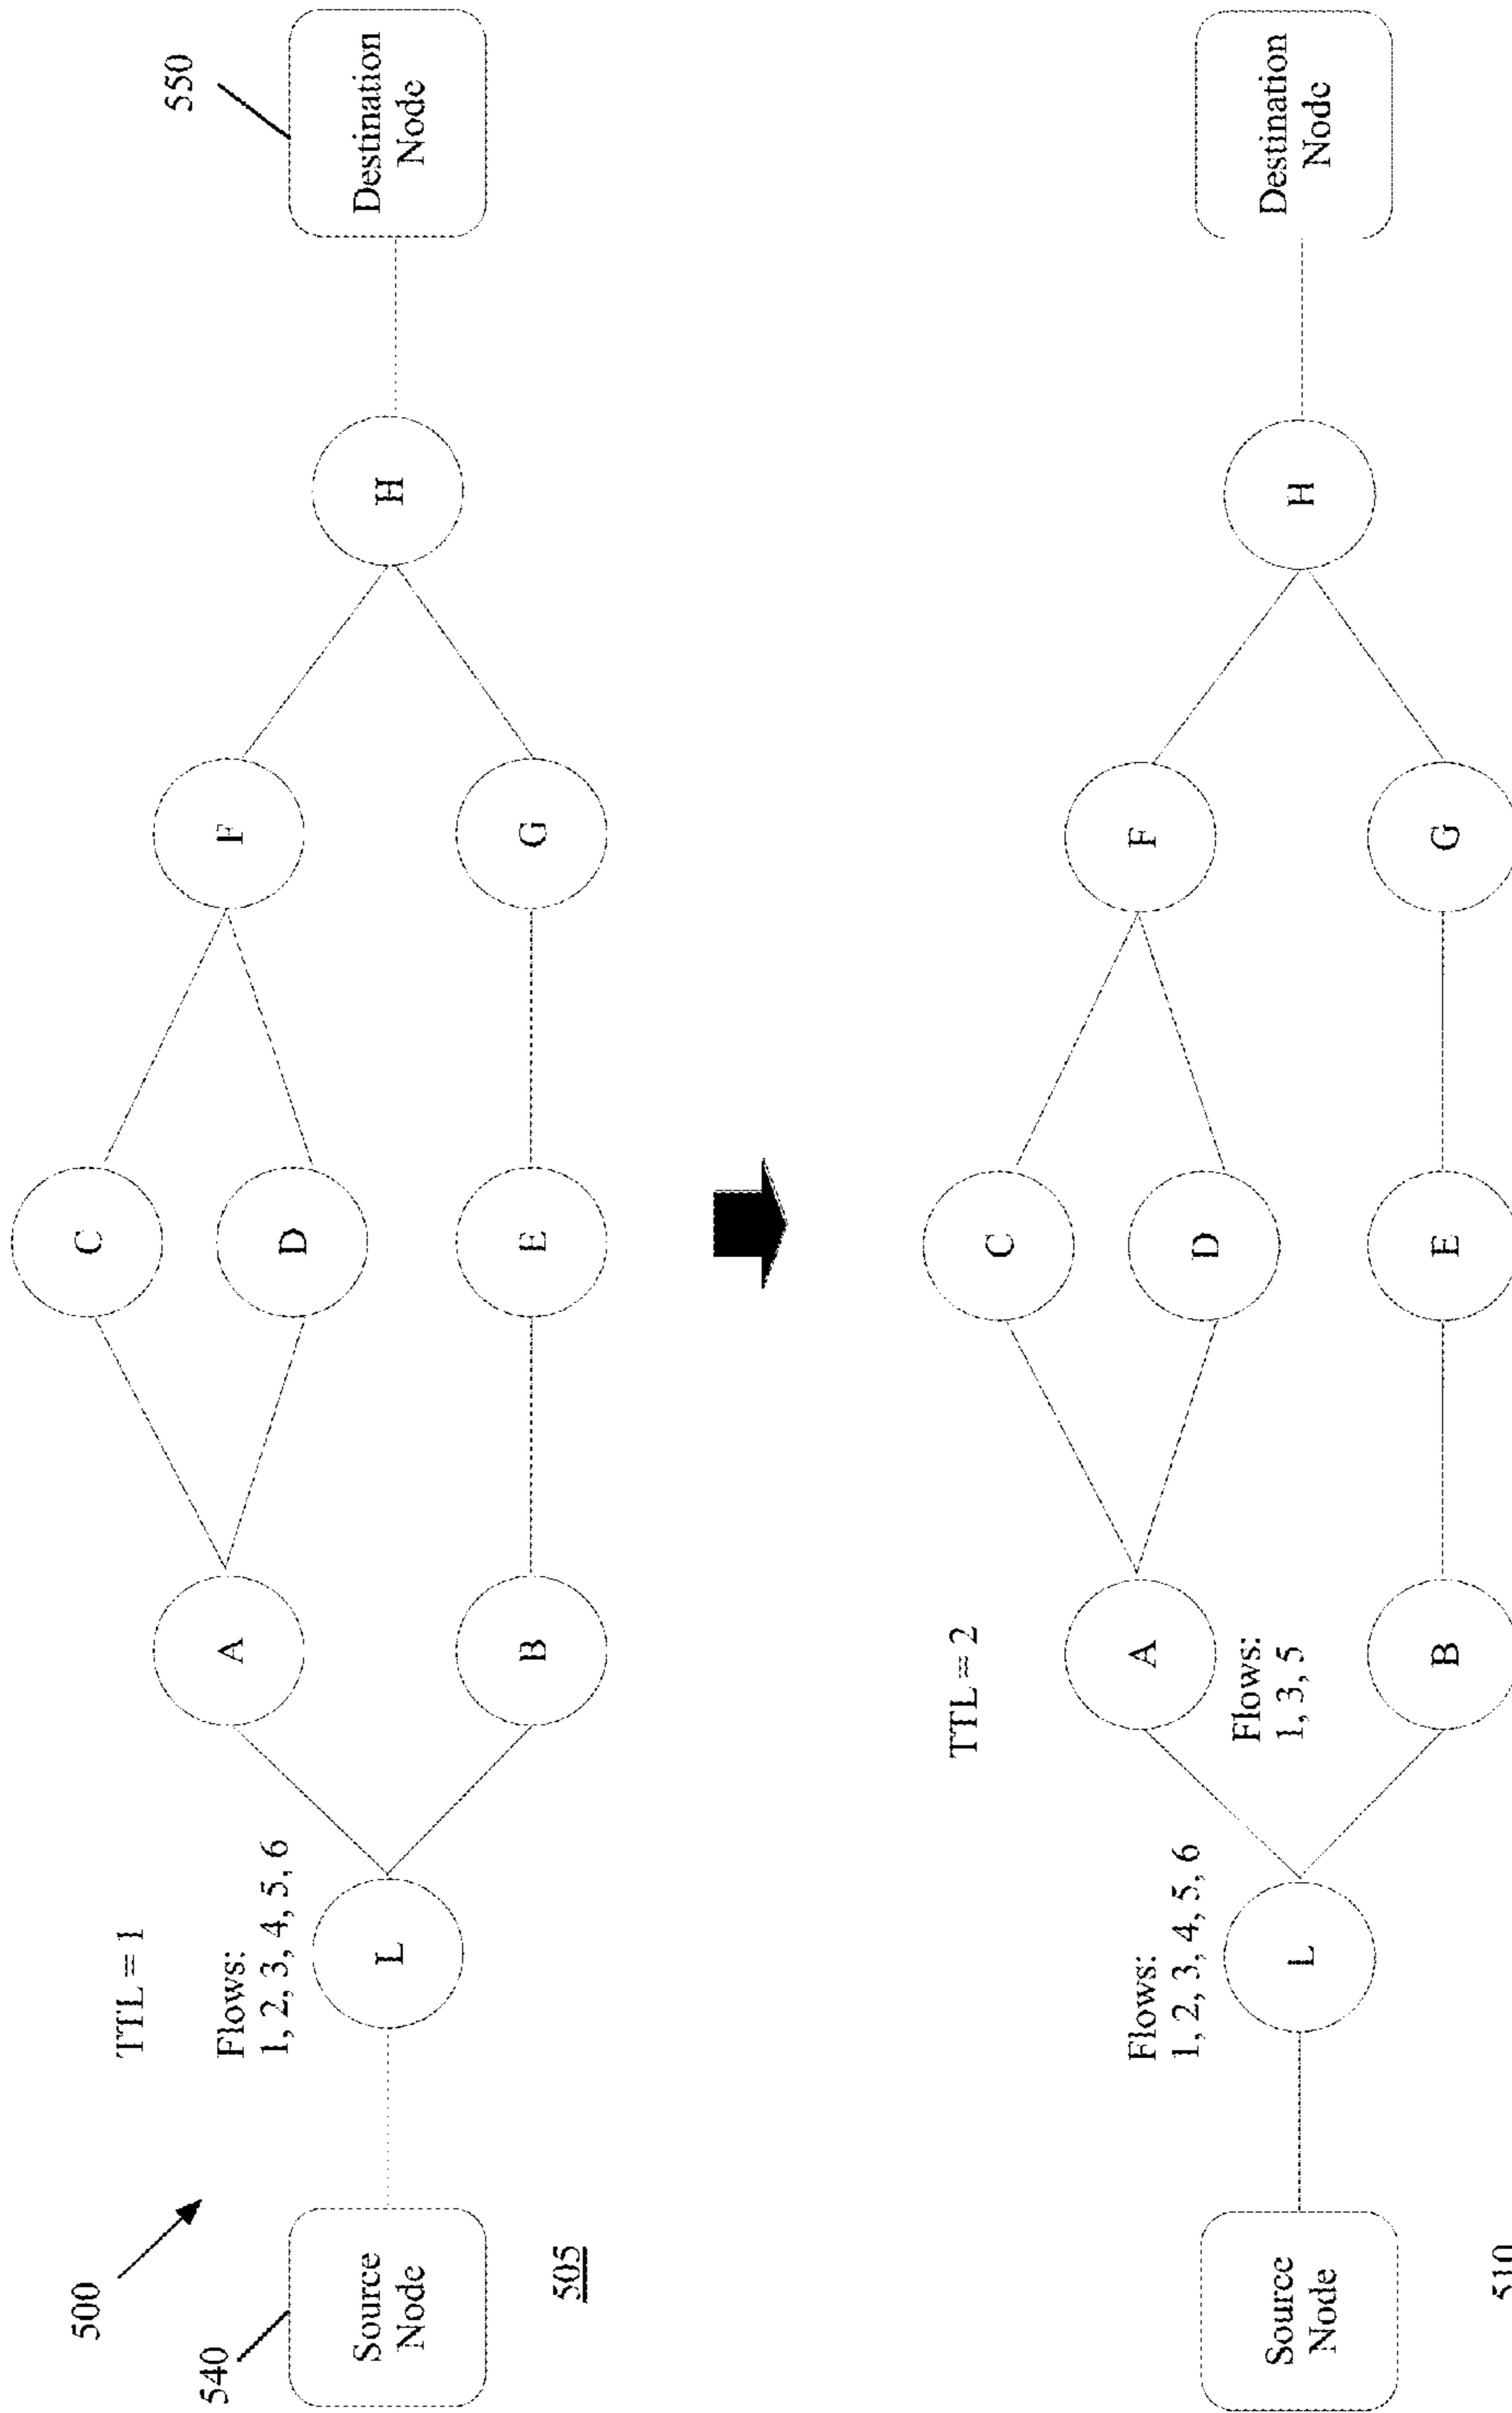 500
TTL = 1
550
540
Source
Node
Flows:
1, 2, 3, 4, 5, 6
L
A
B
C
D
E
F
G
H
Destination
Node
505
TTL = 2
Source
Node
Flows:
1, 2, 3, 4, 5, 6
L
A
Flows:
1, 3, 5
B
C
D
E
F
G
H
Destination
Node
510